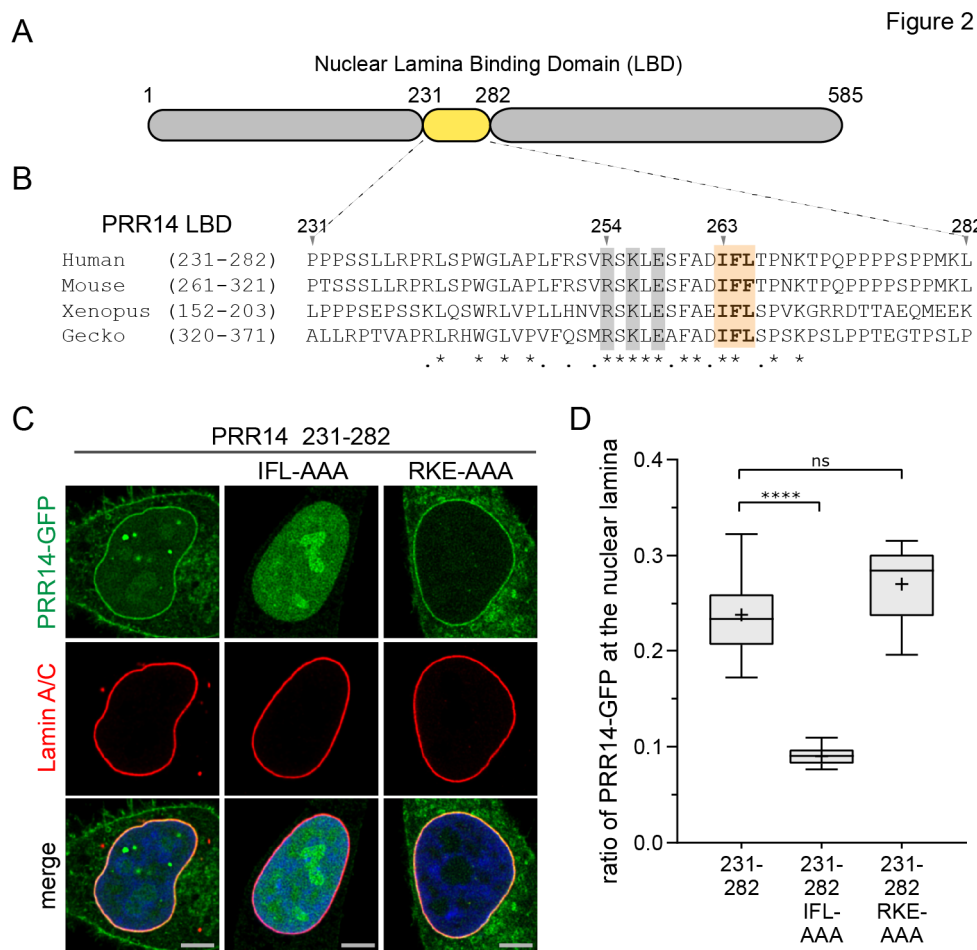 Figure 2
A
Nuclear Lamina Binding Domain (LBD)
1 231 282 585
B
PRR14 LBD 231 254 263 282
Human (231-282) PPPSSLLRPRLSPWGLAPLFRSVRSKLESFADIFLTPNKTPQPPPPSPPMKL
Mouse (261-321) PTSSSLLRPRLSPWGLAPLFRSVRSKLESFADIFFTPNKTPQPPPPSPPMKL
Xenopus (152-203) LPPPSEPSSKLQSWRLVPLLHNVRSKLESFAEIFLSPVKGRRDTTAEQMEEK
Gecko (320-371) ALLRPTVAPRLRHWGLVPVFQSMRSKLEAFADIFLSPSKPSLPPTEGTPSLP
.* * * *. . .****.**.** .* *
C
PRR14 231-282
IFL-AAA RKE-AAA
PRR14-GFP
Lamin A/C
merge
D
ratio of PRR14-GFP at the nuclear lamina
0.4
0.3
0.2
0.1
0.0
ns
****
231-
282
231-
282
IFL-
AAA
231-
282
RKE-
AAA